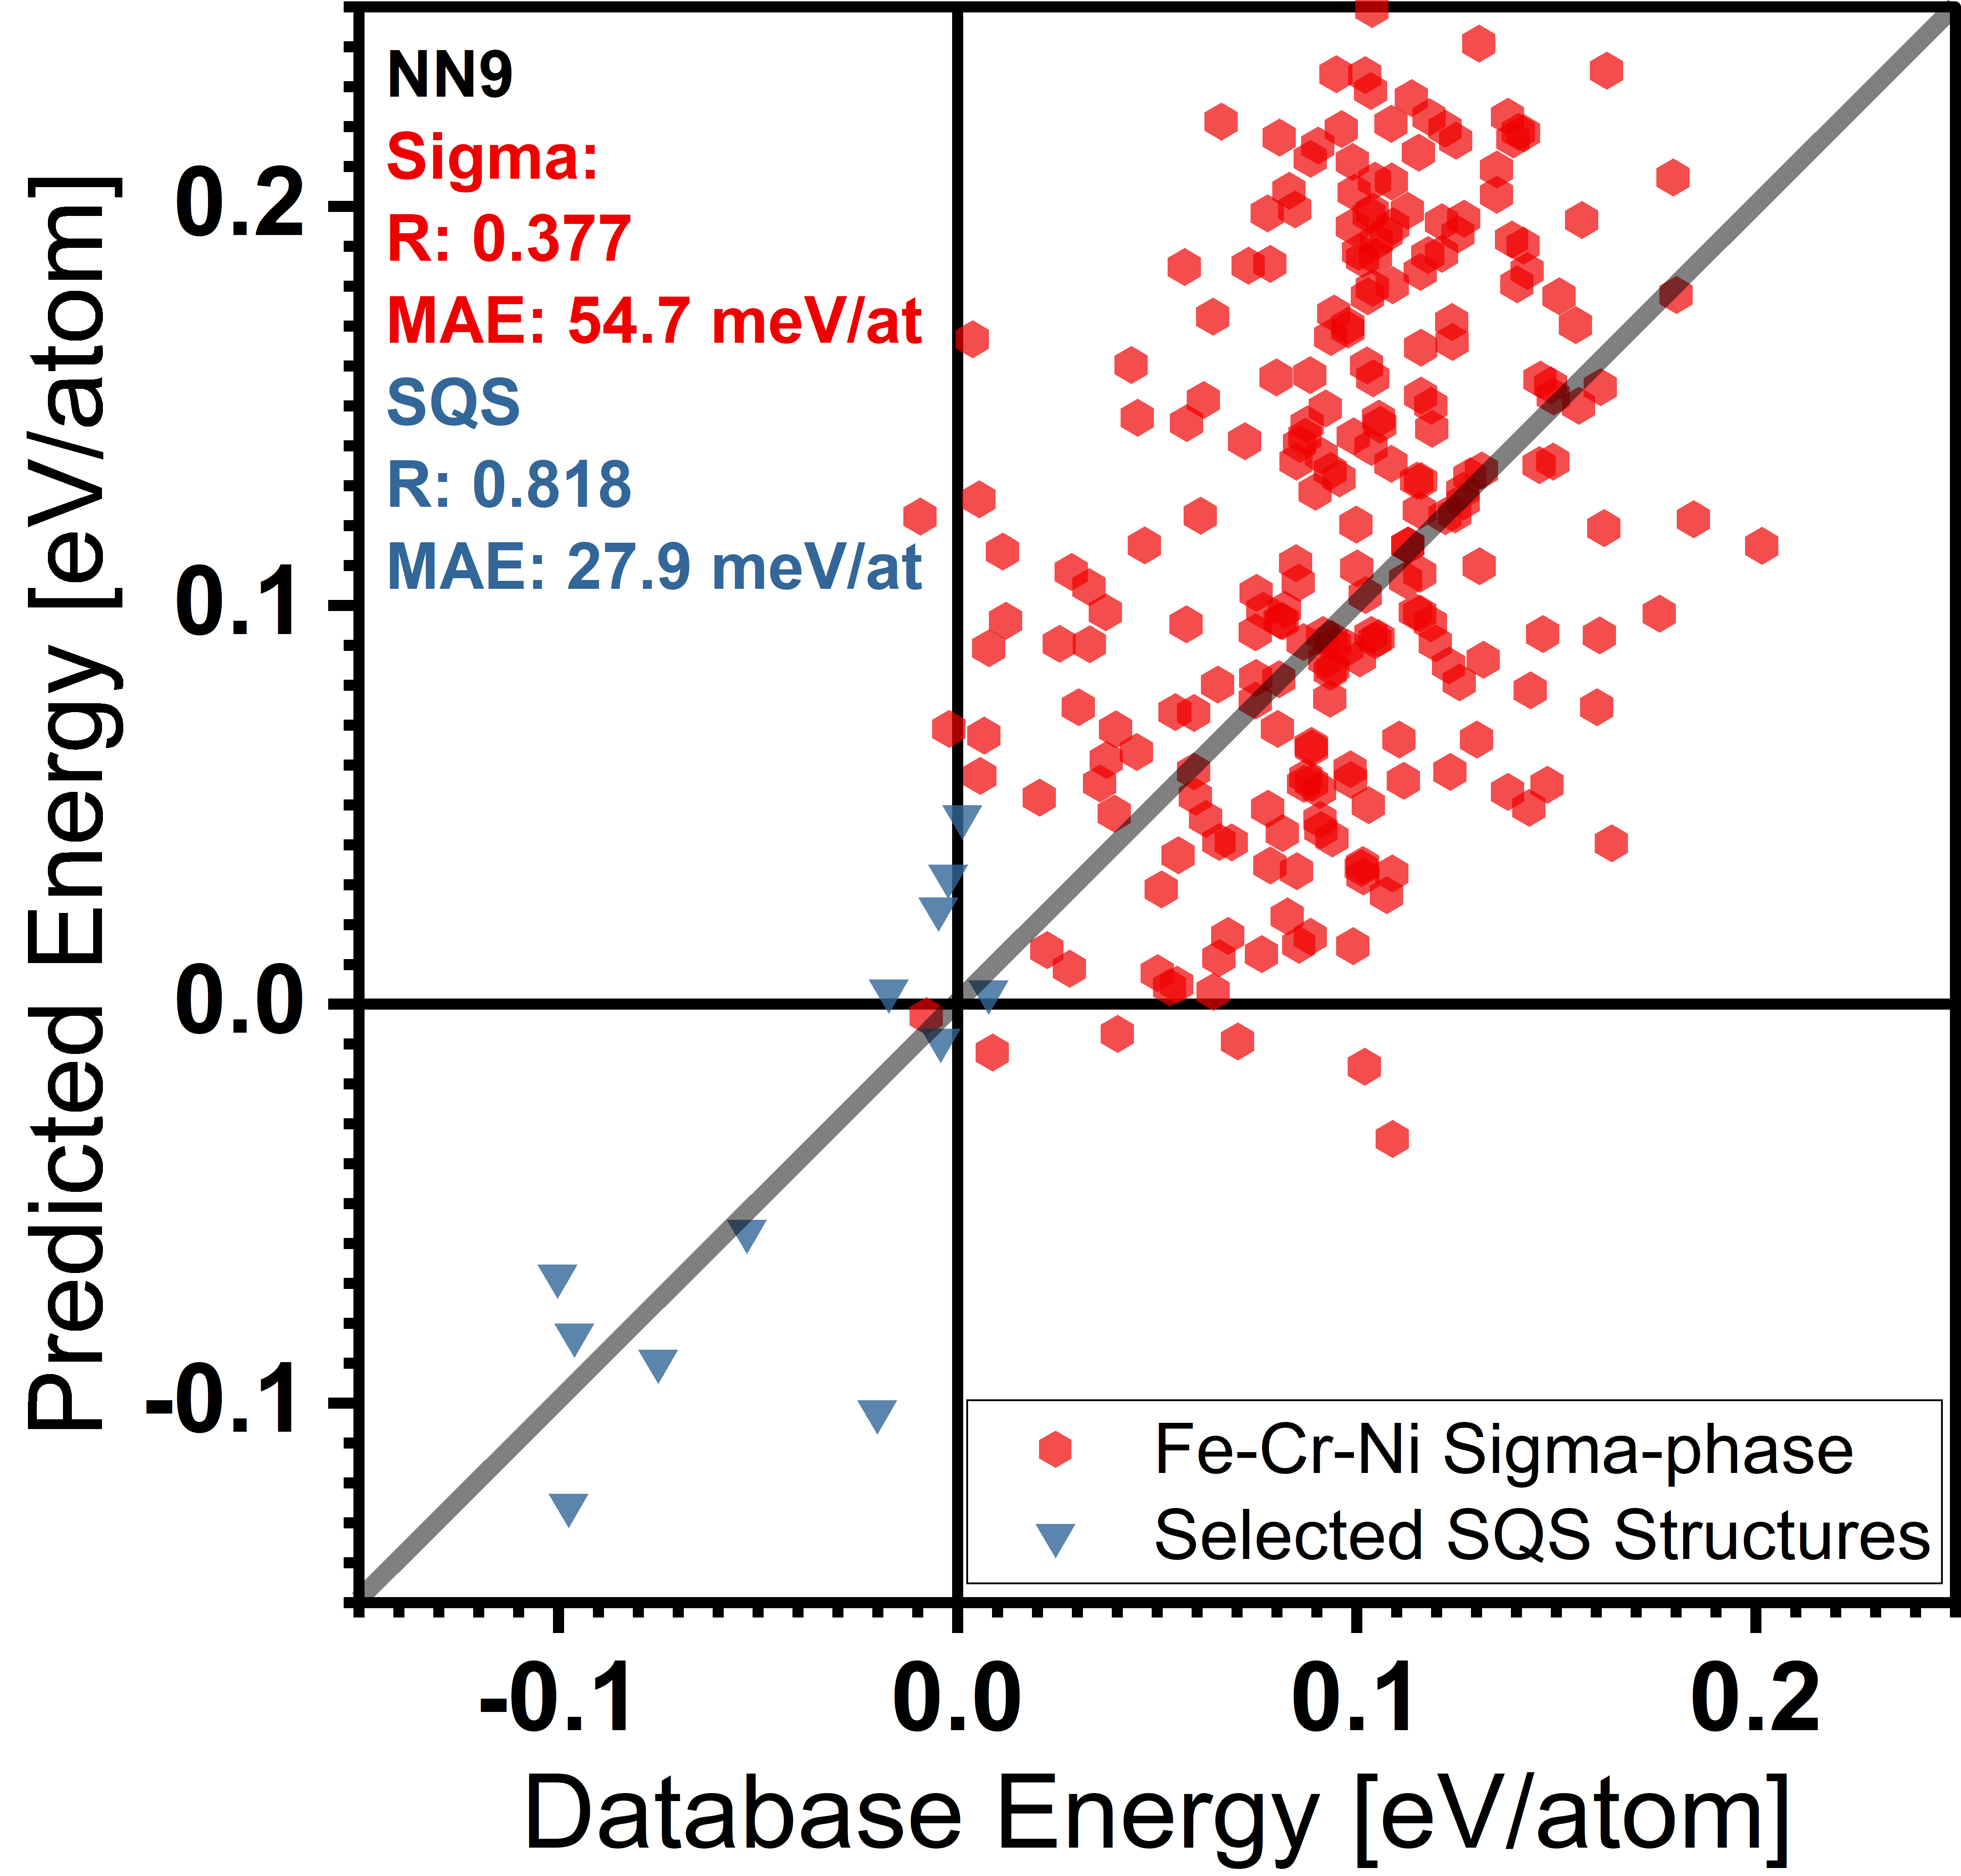 NN9
Sigma:
R: 0.377
MAE: 54.7 meV/at
SQS
R: 0.818
MAE: 27.9 meV/at
Predicted Energy [eV/atom]
0.2
0.1
0.0
-0.1
Fe-Cr-Ni Sigma-phase
Selected SQS Structures
-0.1 0.0 0.1 0.2
Database Energy [eV/atom]